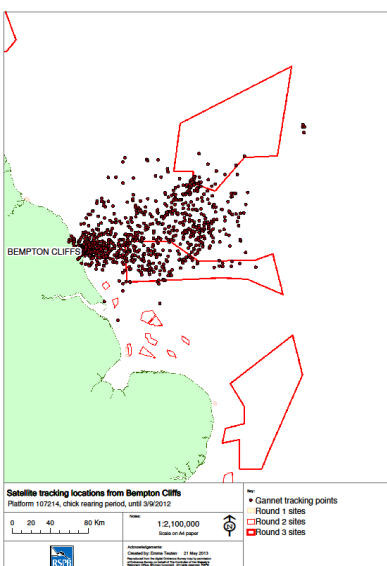 BEMPTON CLIFFS
Satellite tracking locations from Bempton Cliffs
Platform 107214, chick rearing period, until 3/9/2012
0 20 40 80 Km
Notes:
1:2,100,000
Scale on A4 paper
Key:
Gannet tracking points
Round 1 sites
Round 2 sites
Round 3 sites
RSPB
Acknowledgements:
Created by: Emma Teuten 21 May 2013